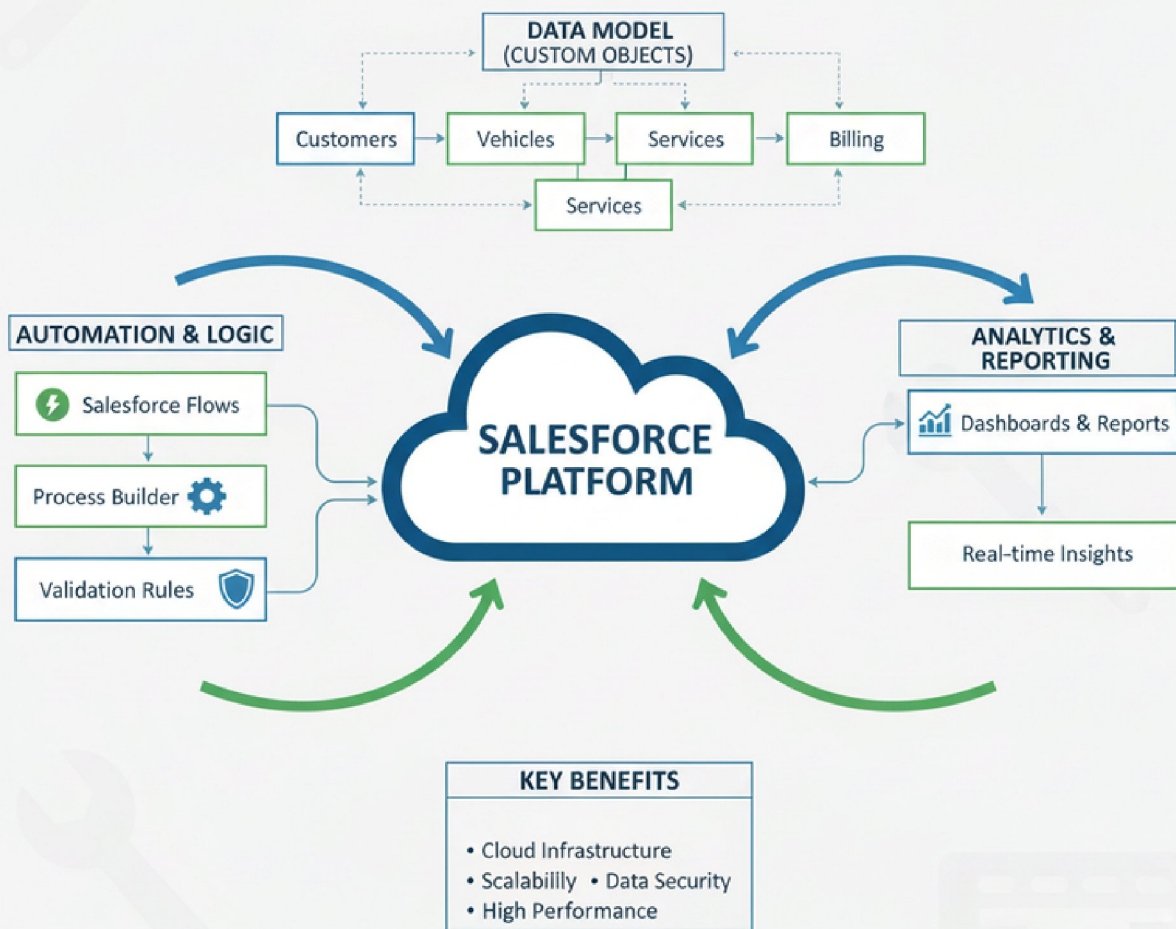 DATA MODEL
(CUSTOM OBJECTS)
Customers
Vehicles
Services
Billing
Services
AUTOMATION & LOGIC
Salesforce Flows
Process Builder
Validation Rules
SALESFORCE
PLATFORM
ANALYTICS &
REPORTING
Dashboards & Reports
Real-time Insights
KEY BENEFITS
• Cloud Infrastructure
• Scalabillly • Data Security
• High Performance